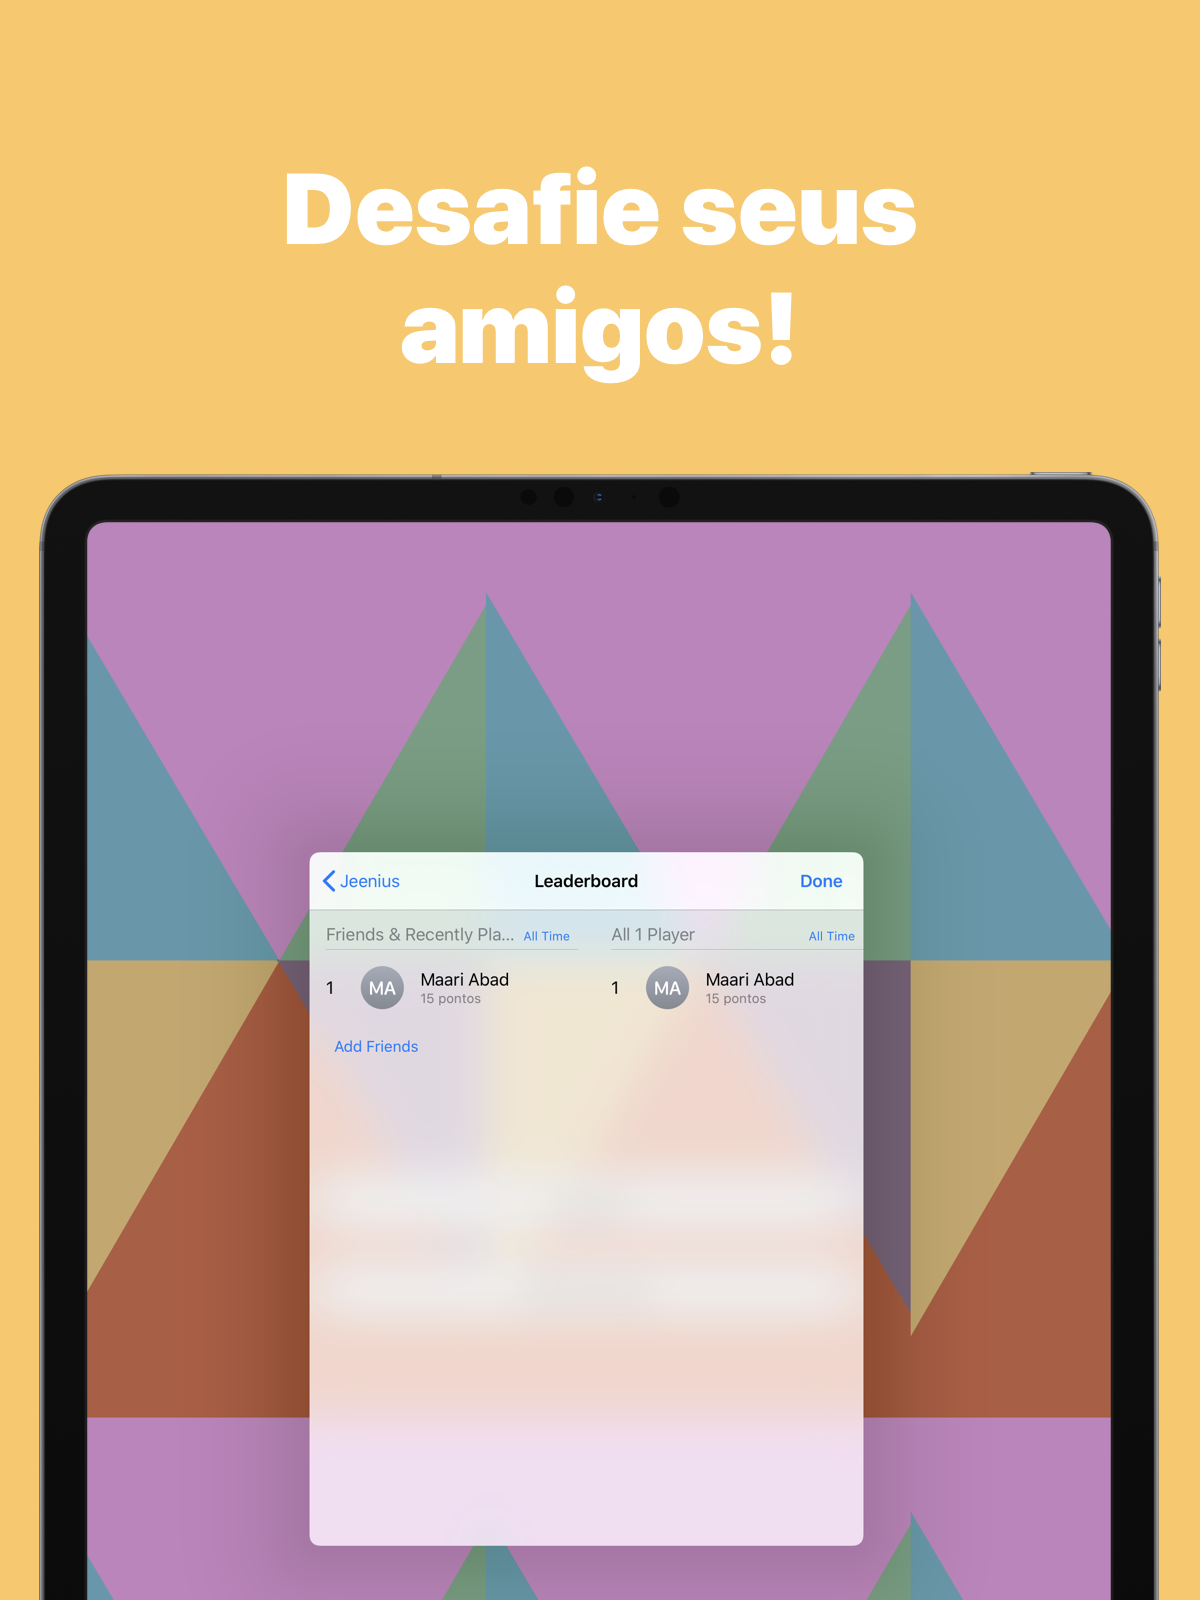 Desafie seus
amigos!
Jeenius
Leaderboard
Done
Friends & Recently Pla... All Time
1
MA
Maari Abad
15 pontos
Add Friends
All 1 Player All Time
1
MA
Maari Abad
15 pontos